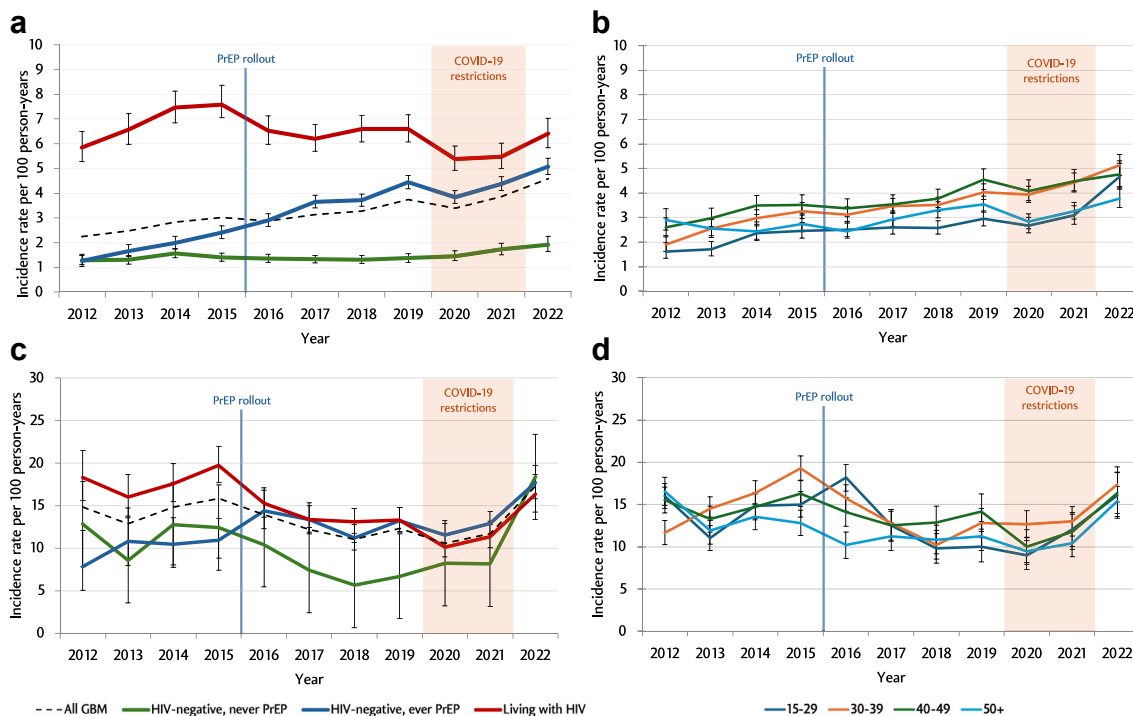 a
10
9
8
7
6
5
4
3
2
1
0
Incidence rate per 100 person-years
PrEP rollout
COVID-19
restrictions
2012 2013 2014 2015 2016 2017 2018 2019 2020 2021 2022
Year
b
10
9
8
7
6
5
4
3
2
1
0
Incidence rate per 100 person-years
PrEP rollout
COVID-19
restrictions
2012 2013 2014 2015 2016 2017 2018 2019 2020 2021 2022
Year
c
30
25
20
15
10
5
0
Incidence rate per 100 person-years
PrEP rollout
COVID-19
restrictions
2012 2013 2014 2015 2016 2017 2018 2019 2020 2021 2022
Year
d
30
25
20
15
10
5
0
Incidence rate per 100 person-years
PrEP rollout
COVID-19
restrictions
2012 2013 2014 2015 2016 2017 2018 2019 2020 2021 2022
Year
All GBM HIV-negative, never PrEP HIV-negative, ever PrEP Living with HIV
15-29 30-39 40-49 50+